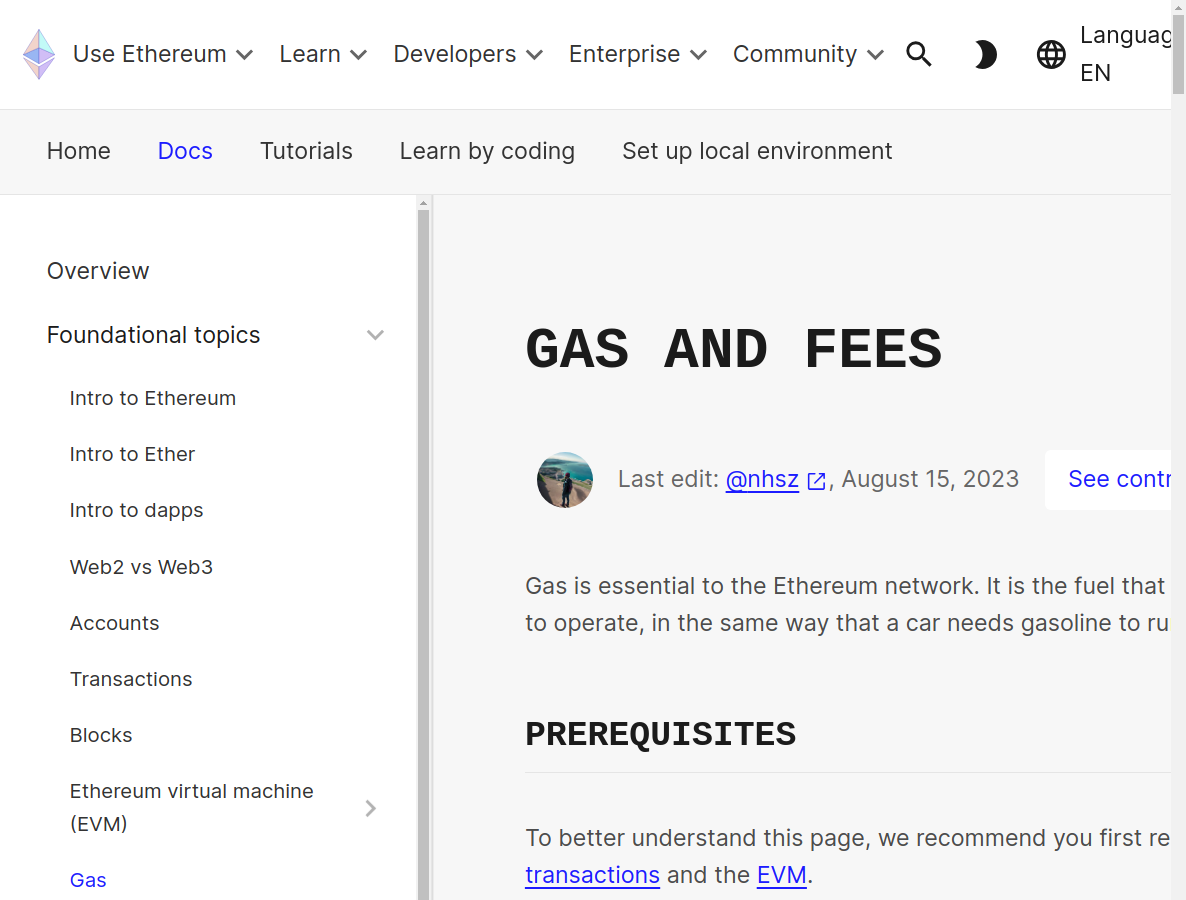 Use Ethereum Learn Developers Enterprise Community Languag
EN
Home Docs Tutorials Learn by coding Set up local environment
Overview
Foundational topics
Intro to Ethereum
Intro to Ether
Intro to dapps
Web2 vs Web3
Accounts
Transactions
Blocks
Ethereum virtual machine
(EVM)
Gas
GAS AND FEES
Last edit: @nhsz, August 15, 2023 See contr
Gas is essential to the Ethereum network. It is the fuel that
to operate, in the same way that a car needs gasoline to ru
PREREQUISITES
To better understand this page, we recommend you first re
transactions and the EVM.